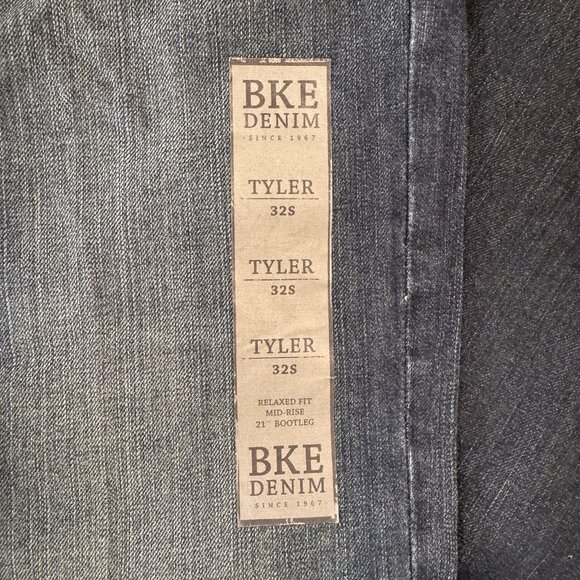 BKE
DENIM
-SINCE 1967-
TYLER
32S
TYLER
32S
TYLER
32S
RELAXED FIT
MID-RISE
21" BOOTLEG
BKE
DENIM
-SINCE 1967-